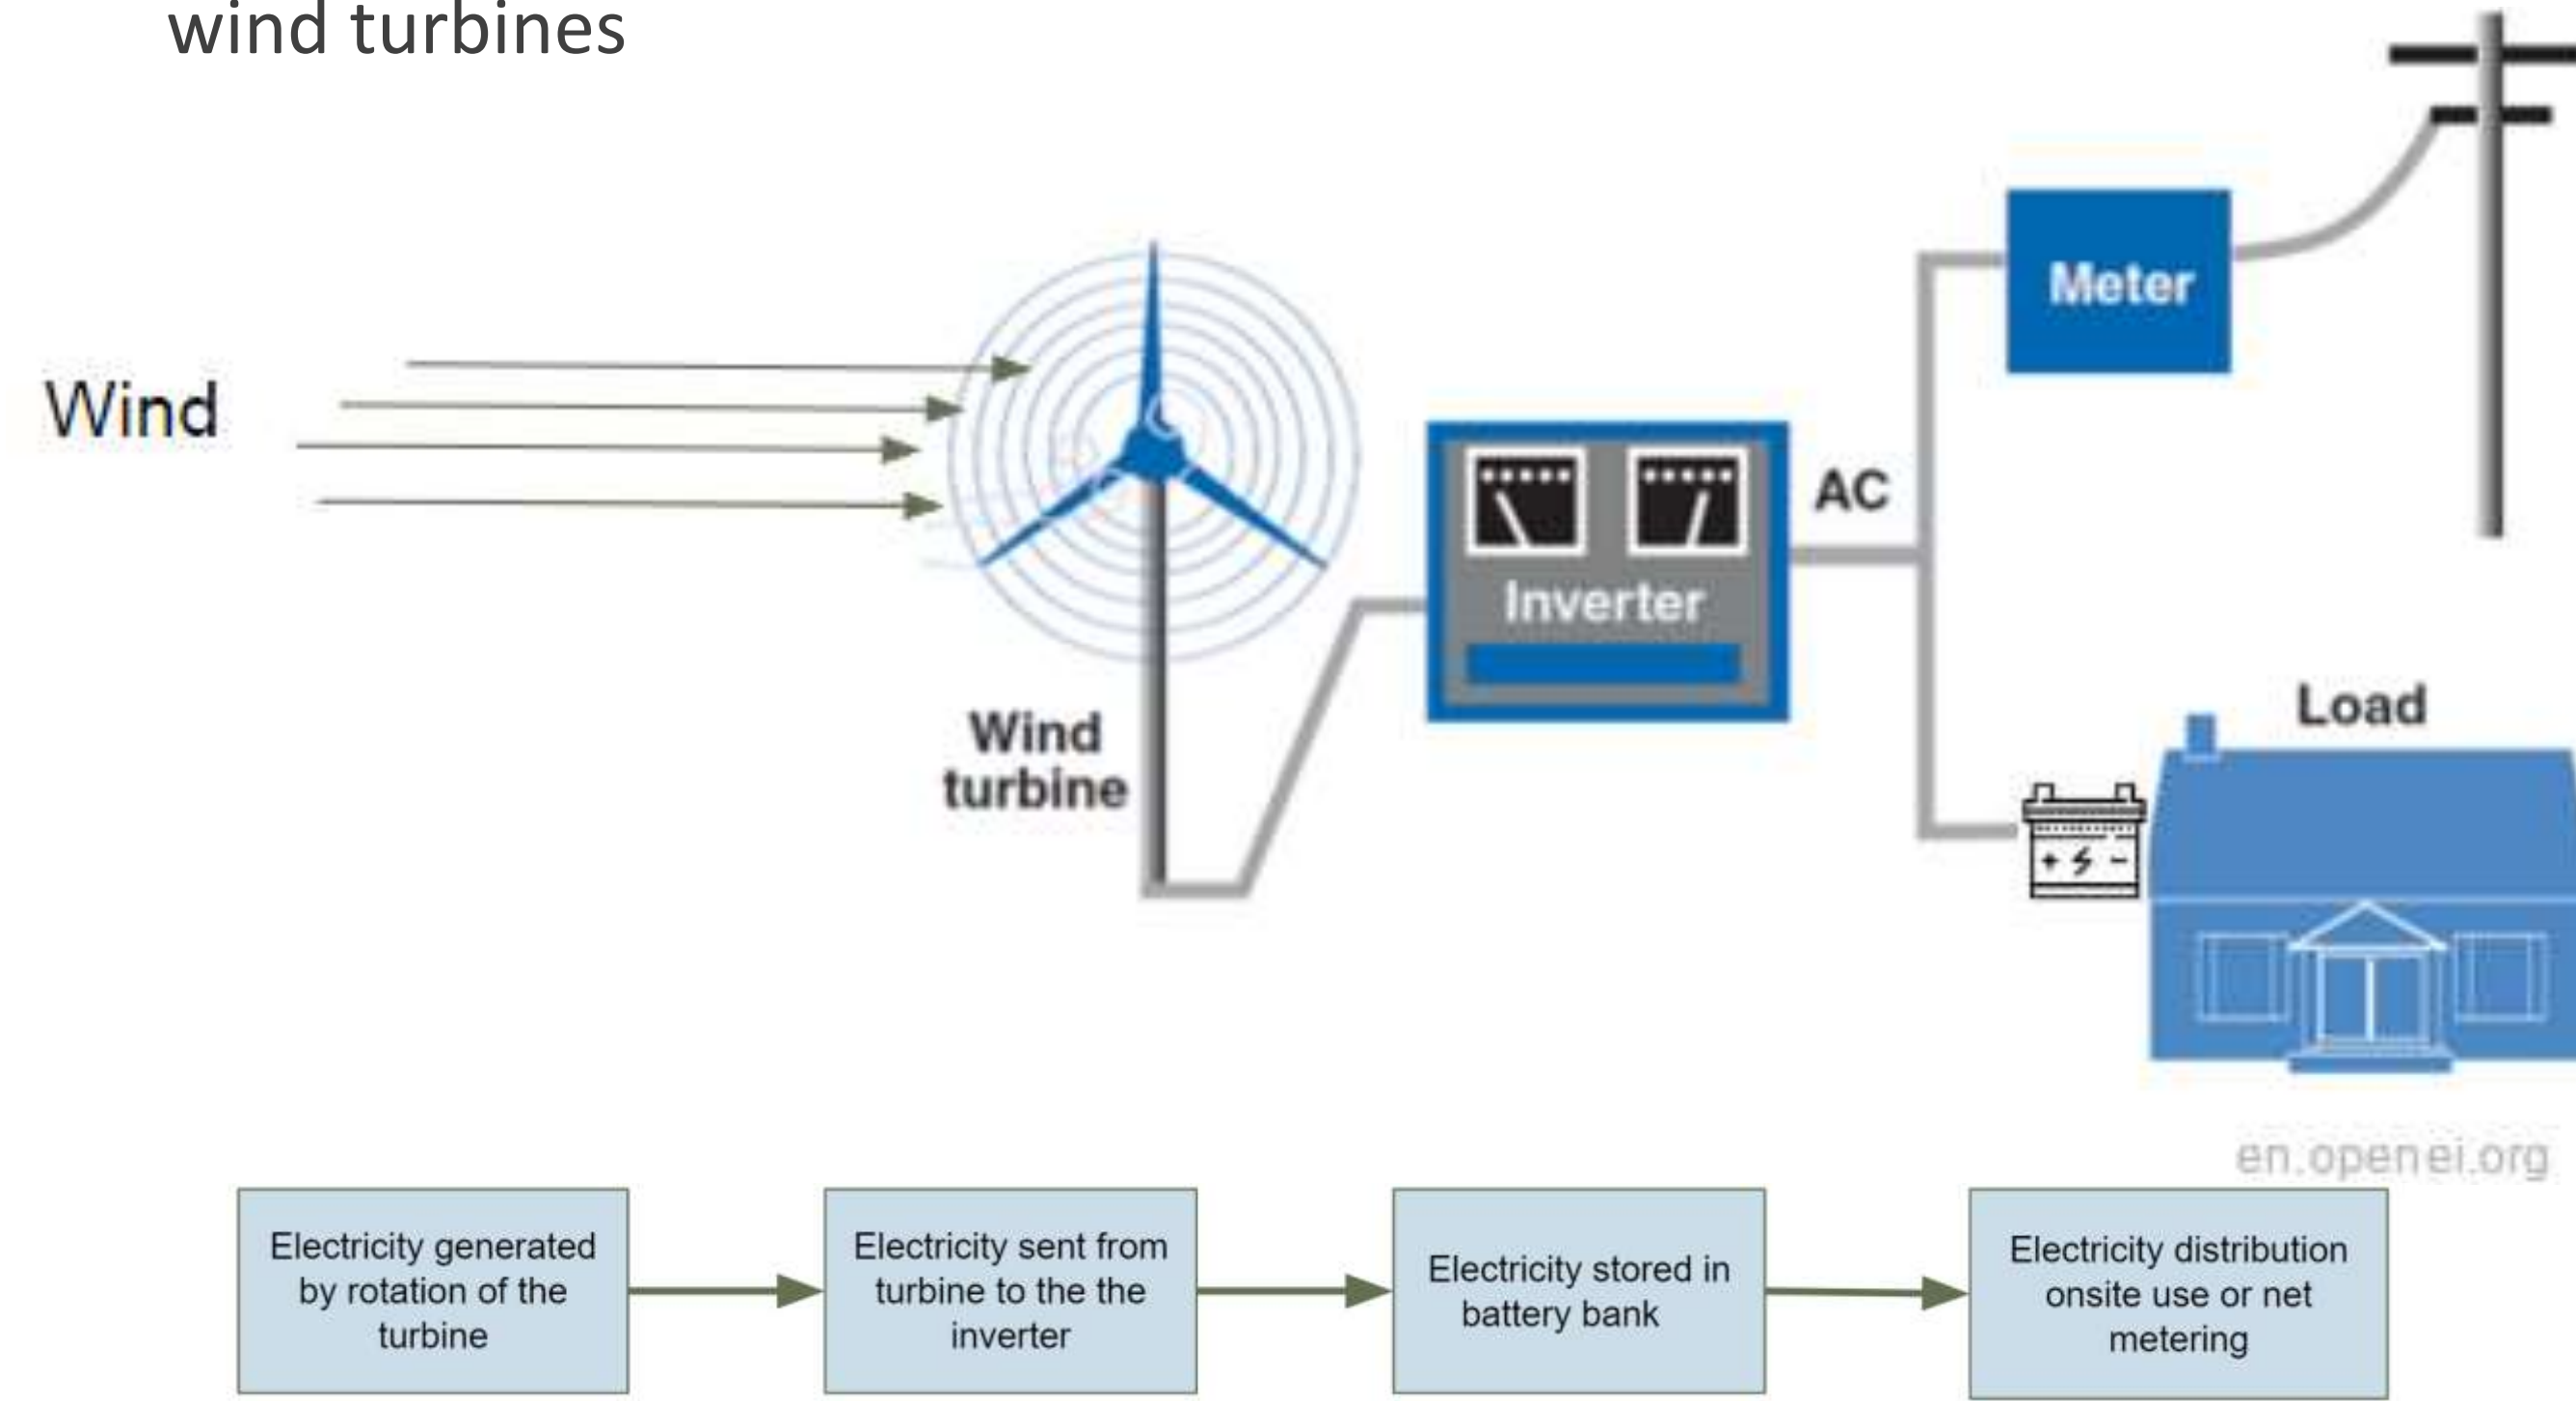 wind turbines
Wind
Wind
turbine
Inverter
AC
Meter
Load
en.openei.org
Electricity generated
by rotation of the
turbine
Electricity sent from
turbine to the the
inverter
Electricity stored in
battery bank
Electricity distribution
onsite use or net
metering